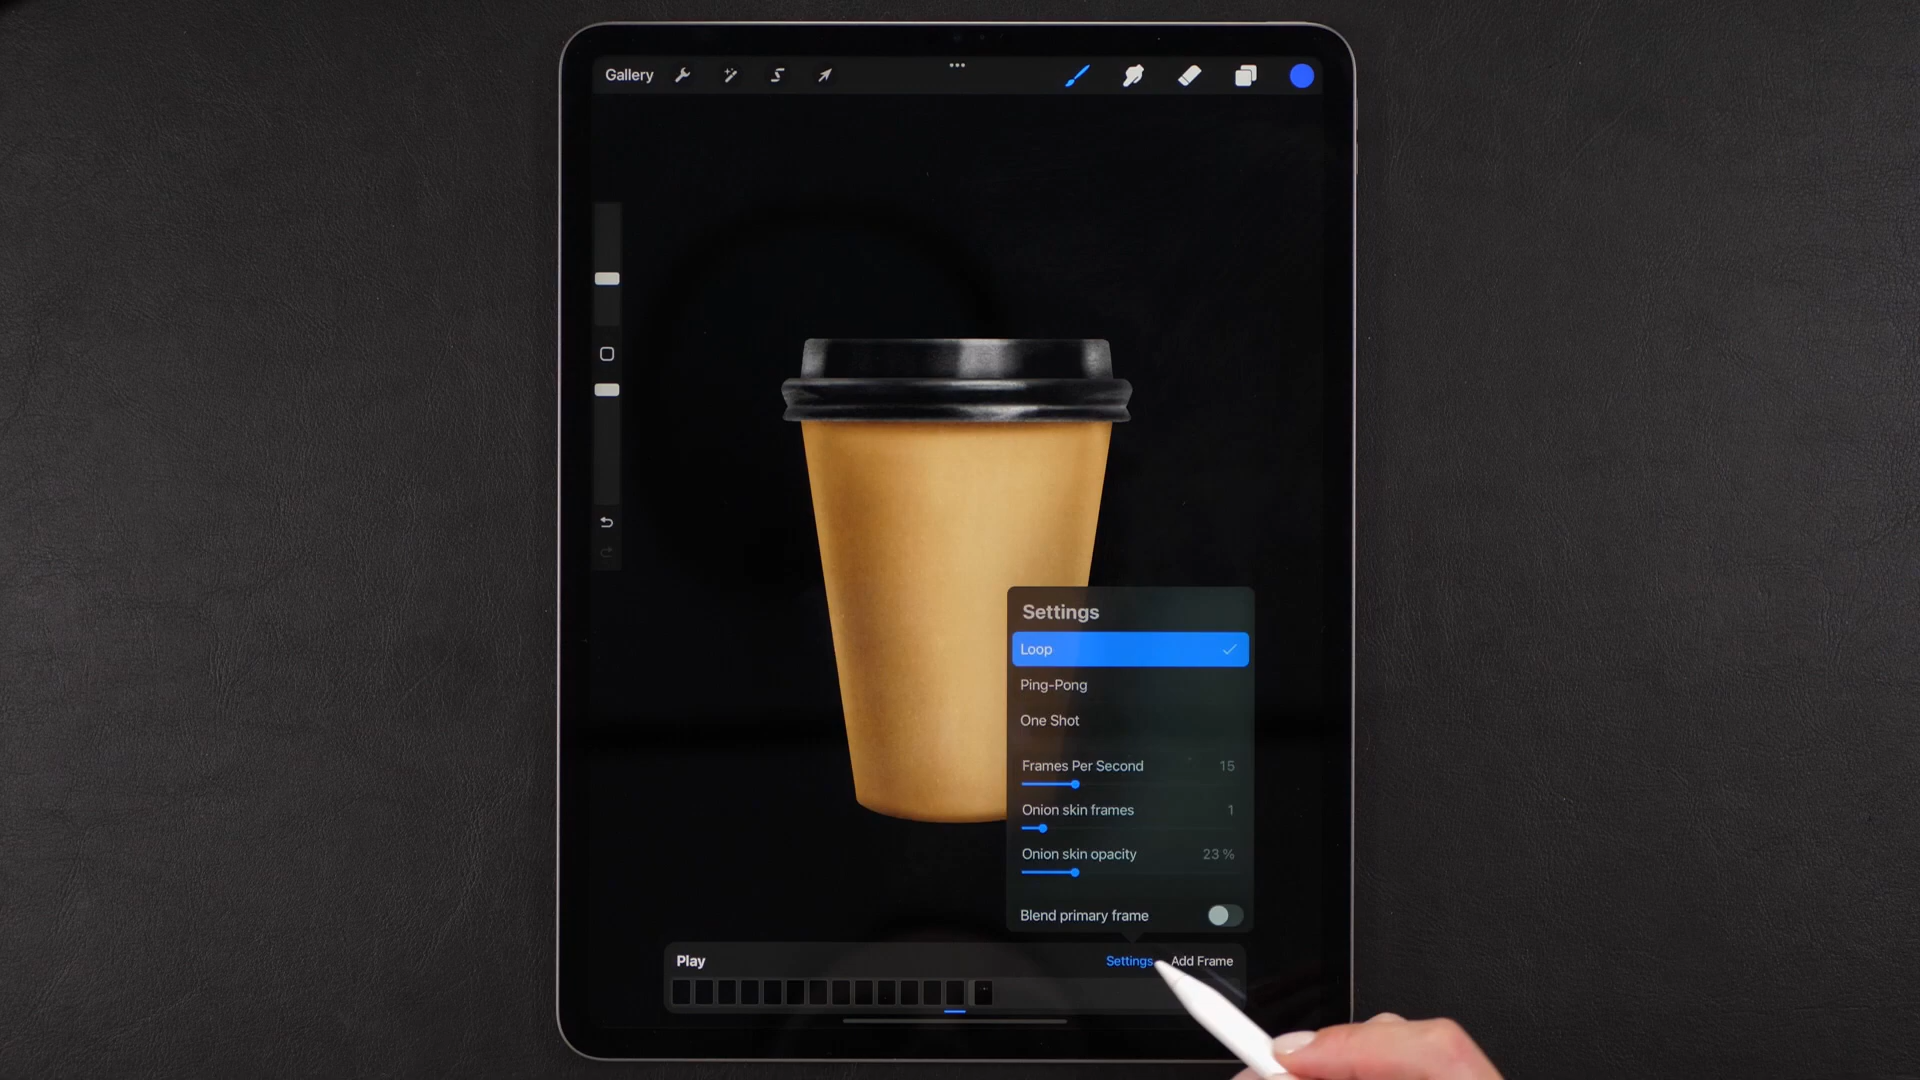 Gallery
Settings
Loop
Ping-Pong
One Shot
Frames Per Second 15
Onion skin frames 1
Onion skin opacity 23 %
Blend primary frame
Play Settings Add Frame